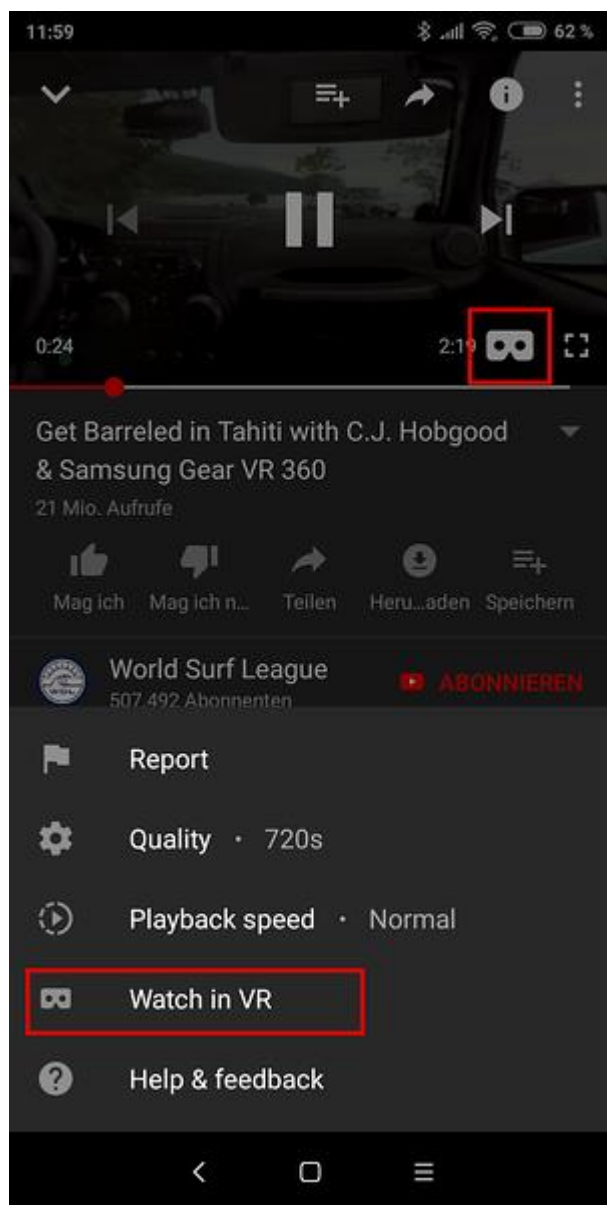 11:59
62 %
0:24
2:19
Get Barreled in Tahiti with C.J. Hobgood
& Samsung Gear VR 360
21 Mio. Aufrufe
Mag ich
Mag ich n...
Teilen
Heru...aden
Speichern
World Surf League
ABONNIEREN
507.492 Abonnenten
Report
Quality · 720s
Playback speed · Normal
Watch in VR
Help & feedback